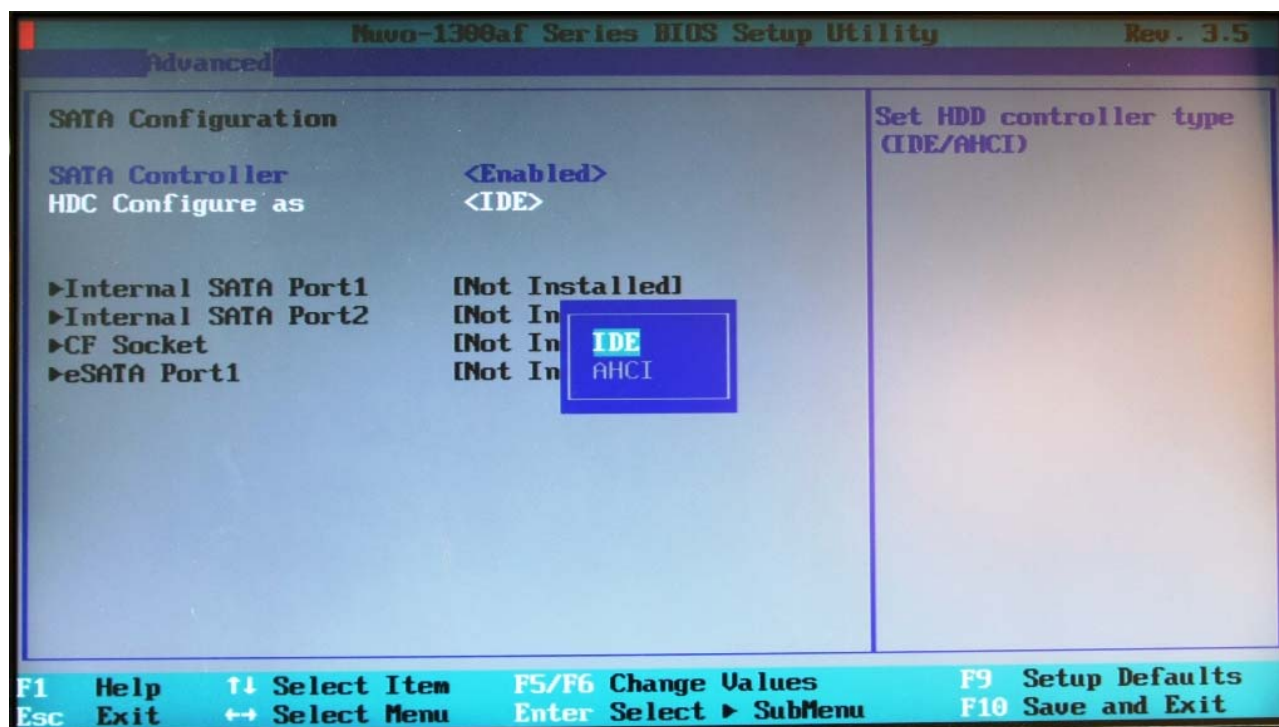 Nuvo-1300af Series BIOS Setup Utility Rev. 3.5
Advanced
SATA Configuration
SATA Controller <Enabled>
HDC Configure as <IDE>
▶Internal SATA Port1 [Not Installed]
▶Internal SATA Port2 [Not In
▶CF Socket [Not In
▶eSATA Port1 [Not In
IDE
AHCI
Set HDD controller type
(IDE/AHCI)
F1 Help ↑↓ Select Item F5/F6 Change Values F9 Setup Defaults
Esc Exit ←→ Select Menu Enter Select ▶ SubMenu F10 Save and Exit